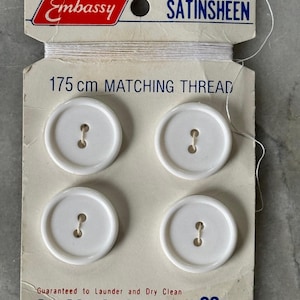 Embassy
SATINSHEEN
175 cm MATCHING THREAD
Guaranteed to Launder and Dry Clean